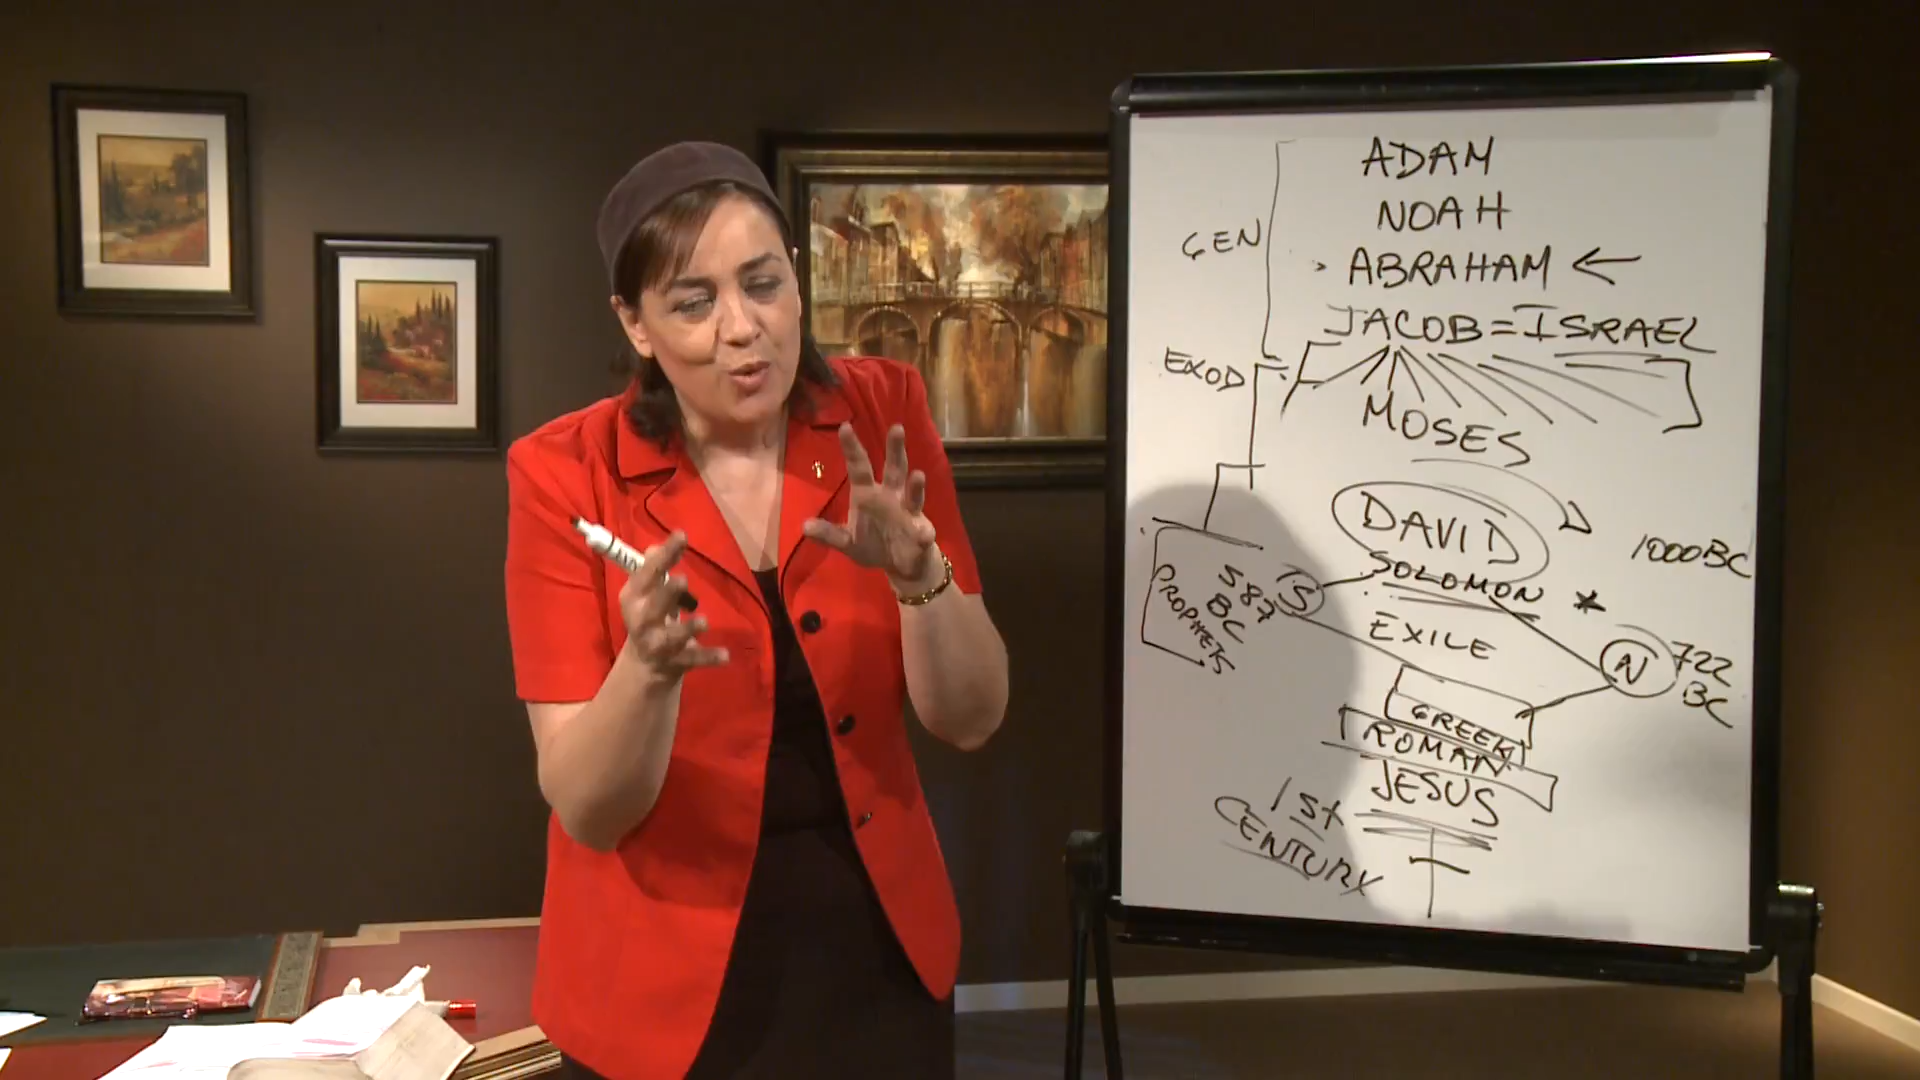 ADAM
NOAH
GEN
ABRAHAM ←
JACOB = ISRAEL
EXOD
MOSES
DAVID
1000BC
SOLOMON *
S
587
BC
PROPHETS
EXILE
N
722
BC
GREEK
ROMAN
JESUS
1st
CENTURY